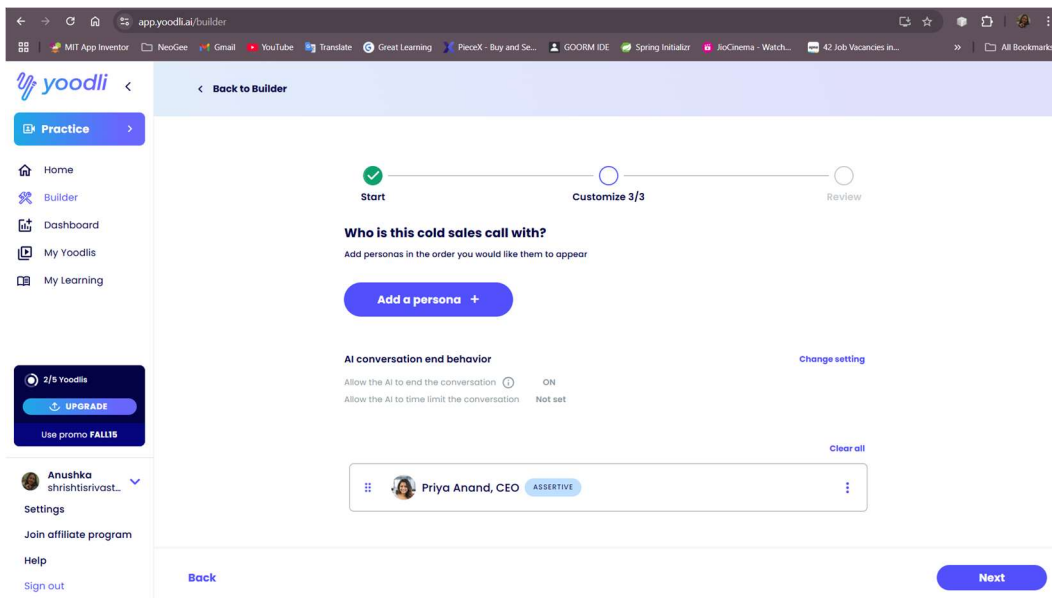 app.yoodli.ai/builder
MIT App Inventor NeoGee Gmail YouTube Translate Great Learning PieceX - Buy and Se... GOORM IDE Spring Initializr JioCinema - Watch... 42 Job Vacancies in... » All Bookmarks
yoodli
Back to Builder
Practice
Home
Builder
Dashboard
My Yoodlis
My Learning
2/5 Yoodlis
UPGRADE
Use promo FALL15
Anushka
shrishtisrivast...
Settings
Join affiliate program
Help
Sign out
Start Customize 3/3 Review
Who is this cold sales call with?
Add personas in the order you would like them to appear
Add a persona +
AI conversation end behavior Change setting
Allow the AI to end the conversation ON
Allow the AI to time limit the conversation Not set
Clear all
Priya Anand, CEO ASSERTIVE
Back Next